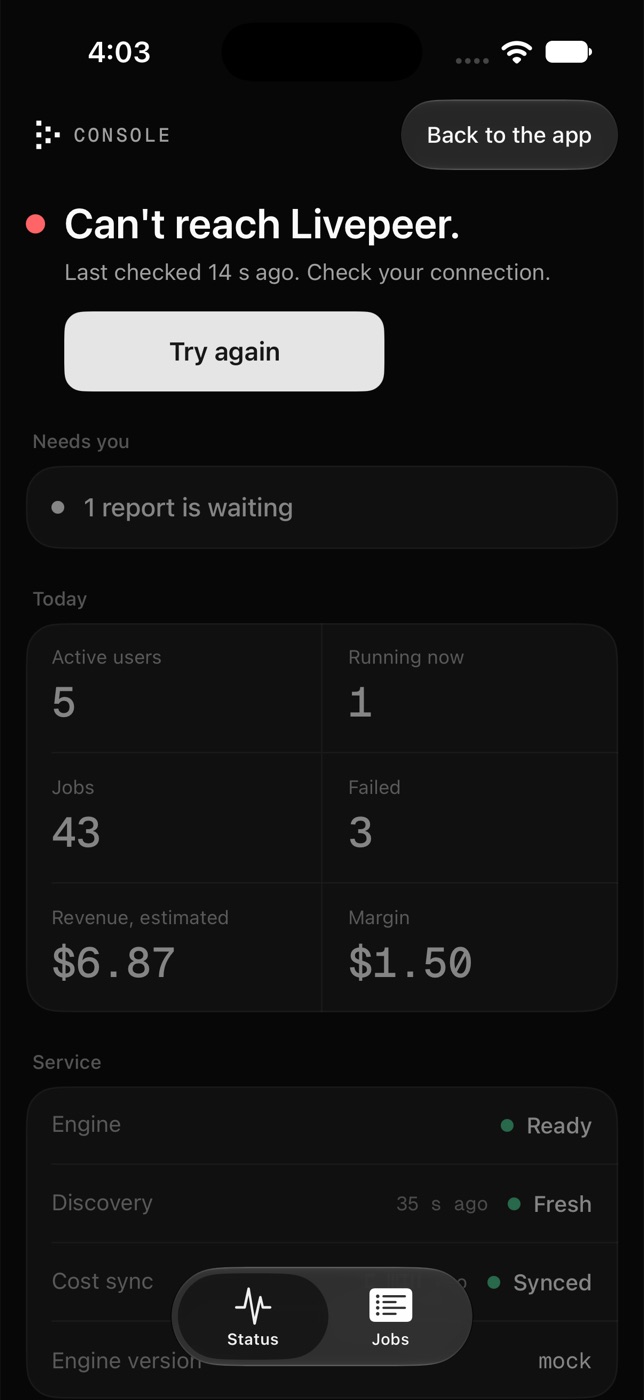 4:03
CONSOLE
Back to the app
Can't reach Livepeer.
Last checked 14 s ago. Check your connection.
Try again
Needs you
1 report is waiting
Today
Active users
Running now
5
1
Jobs
Failed
43
3
Revenue, estimated
Margin
$6.87
$1.50
Service
Engine
Ready
Discovery
35 s ago
Fresh
Cost sync
Synced
Status
Jobs
Engine version
mock